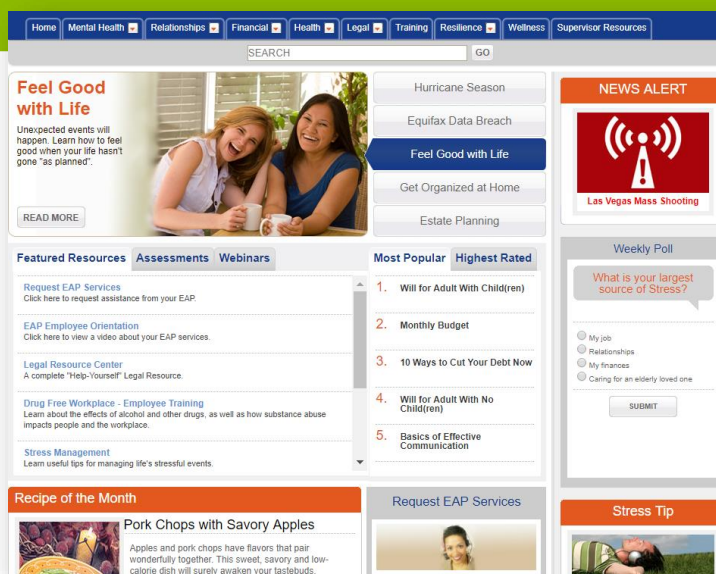 Home
Mental Health
Relationships
Financial
Health
Legal
Training
Resilience
Wellness
Supervisor Resources
SEARCH
GO
Feel Good
with Life
Unexpected events will
happen. Learn how to feel
good when your life hasn't
gone "as planned".
READ MORE
Hurricane Season
Equifax Data Breach
Feel Good with Life
Get Organized at Home
Estate Planning
NEWS ALERT
Las Vegas Mass Shooting
Featured Resources
Assessments
Webinars
Request EAP Services
Click here to request assistance from your EAP.
EAP Employee Orientation
Click here to view a video about your EAP services.
Legal Resource Center
A complete "Help-Yourself" Legal Resource.
Drug Free Workplace - Employee Training
Learn about the effects of alcohol and other drugs, as well as how substance abuse
impacts people and the workplace.
Stress Management
Learn useful tips for managing life's stressful events.
Most Popular
Highest Rated
1. Will for Adult With Child(ren)
2. Monthly Budget
3. 10 Ways to Cut Your Debt Now
4. Will for Adult With No
Child(ren)
5. Basics of Effective
Communication
Weekly Poll
What is your largest
source of Stress?
My job
Relationships
My finances
Caring for an elderly loved one
SUBMIT
Recipe of the Month
Pork Chops with Savory Apples
Apples and pork chops have flavors that pair
wonderfully together. This sweet, savory and low-
calorie dish will surely awaken your tastebuds.
Request EAP Services
Stress Tip